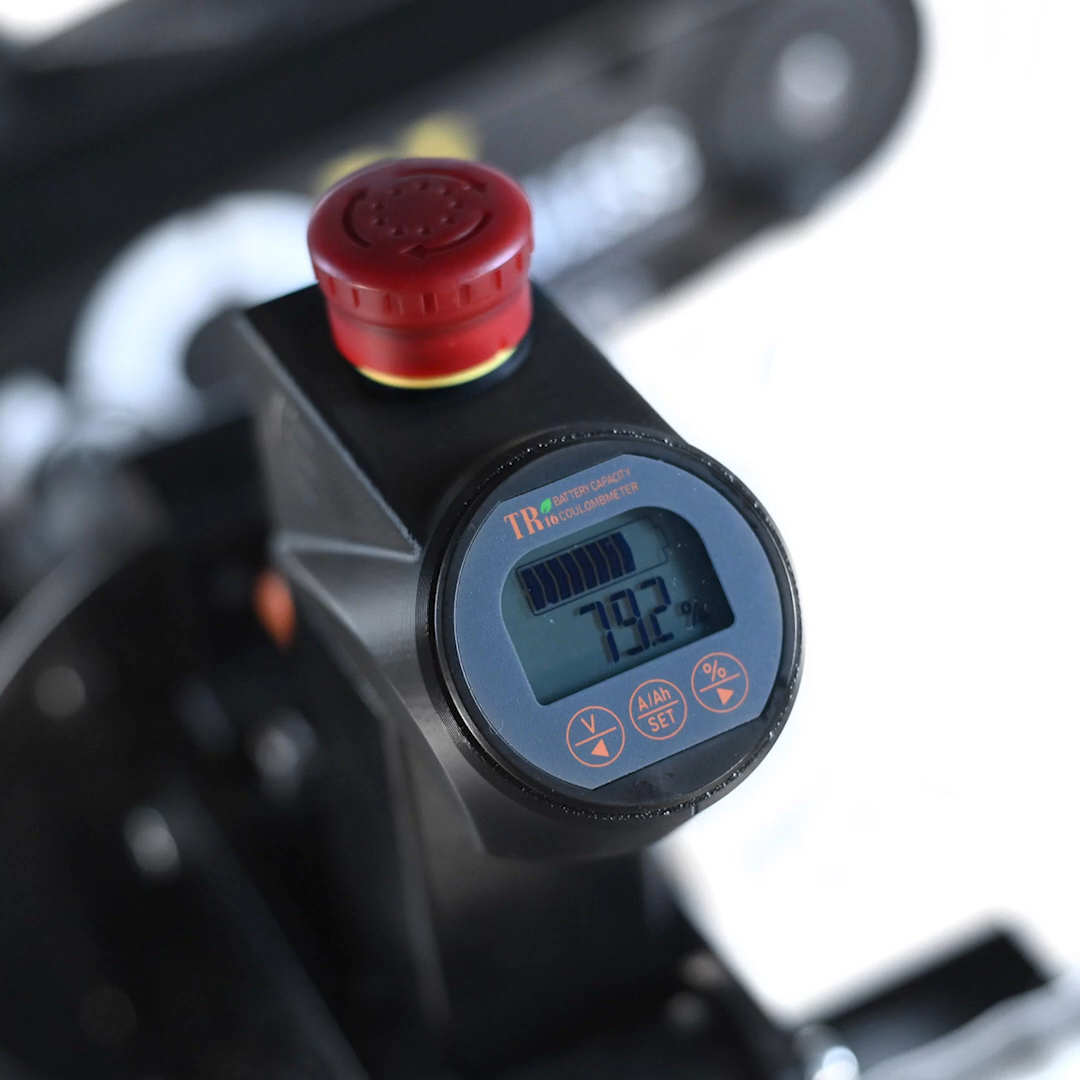 TR16 BATTERY CAPACITY
COULOMBMETER
79.2 %
V
A/Ah
SET
%